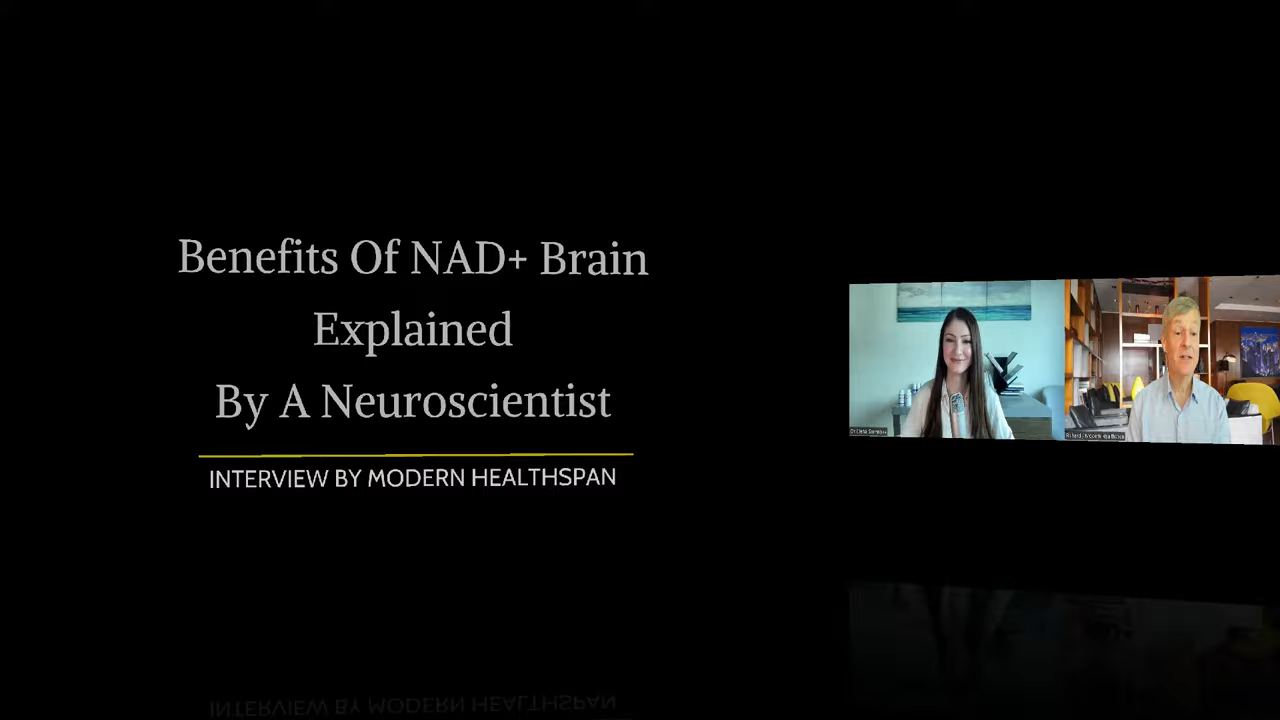 Benefits Of NAD+ Brain
Explained
By A Neuroscientist
INTERVIEW BY MODERN HEALTHSPAN